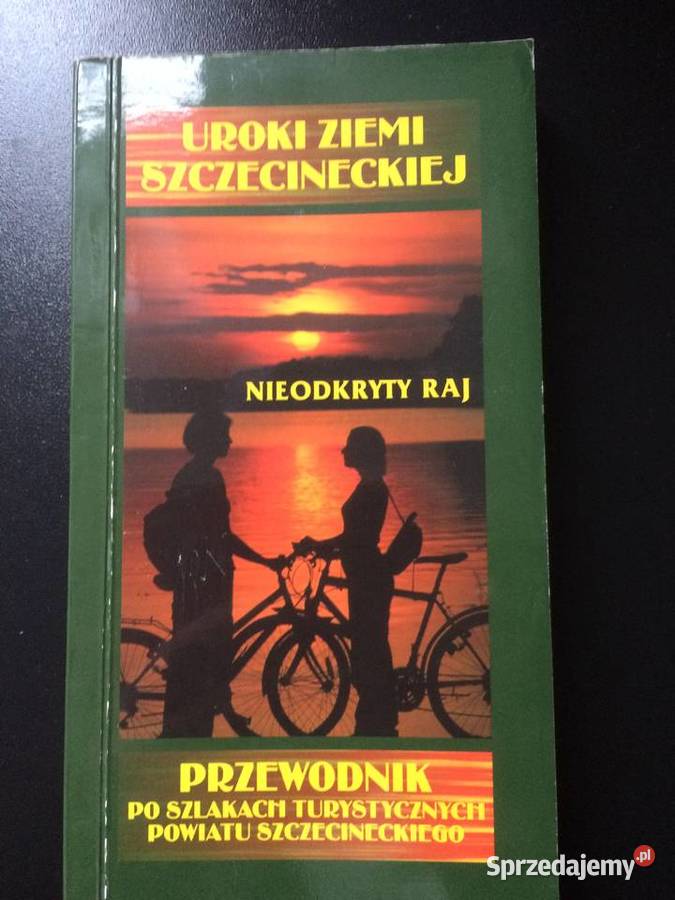 UROKI ZIEMI
SZCZECINECKIEJ
NIEODKRYTY RAJ
PRZEWODNIK
PO SZLAKACH TURYSTYCZNYCH
POWIATU SZCZECINECKIEGO
Sprzedajemy.pl